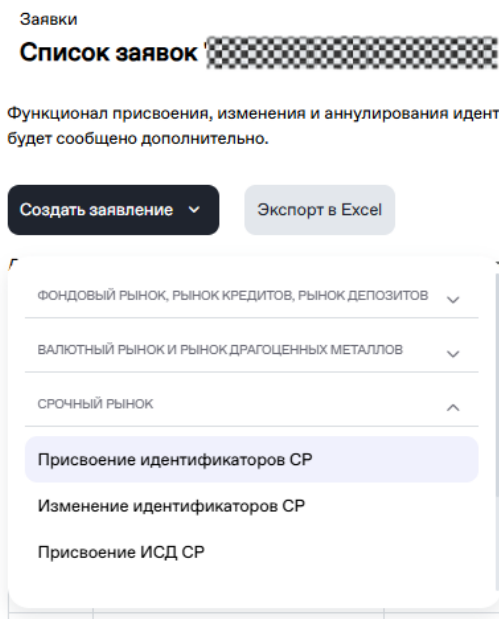 Заявки
Список заявок "
Функционал присвоения, изменения и аннулирования идент
будет сообщено дополнительно.
Создать заявление
Экспорт в Excel
ФОНДОВЫЙ РЫНОК, РЫНОК КРЕДИТОВ, РЫНОК ДЕПОЗИТОВ
ВАЛЮТНЫЙ РЫНОК И РЫНОК ДРАГОЦЕННЫХ МЕТАЛЛОВ
СРОЧНЫЙ РЫНОК
Присвоение идентификаторов СР
Изменение идентификаторов СР
Присвоение ИСД СР